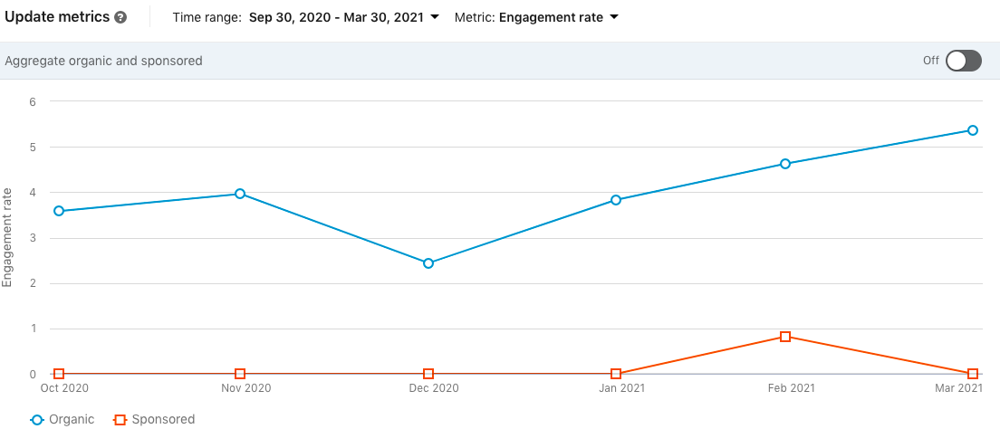 Update metrics ? Time range: Sep 30, 2020 - Mar 30, 2021 Metric: Engagement rate
Aggregate organic and sponsored Off
Engagement rate
6
5
4
3
2
1
0
Oct 2020 Nov 2020 Dec 2020 Jan 2021 Feb 2021 Mar 2021
Organic Sponsored